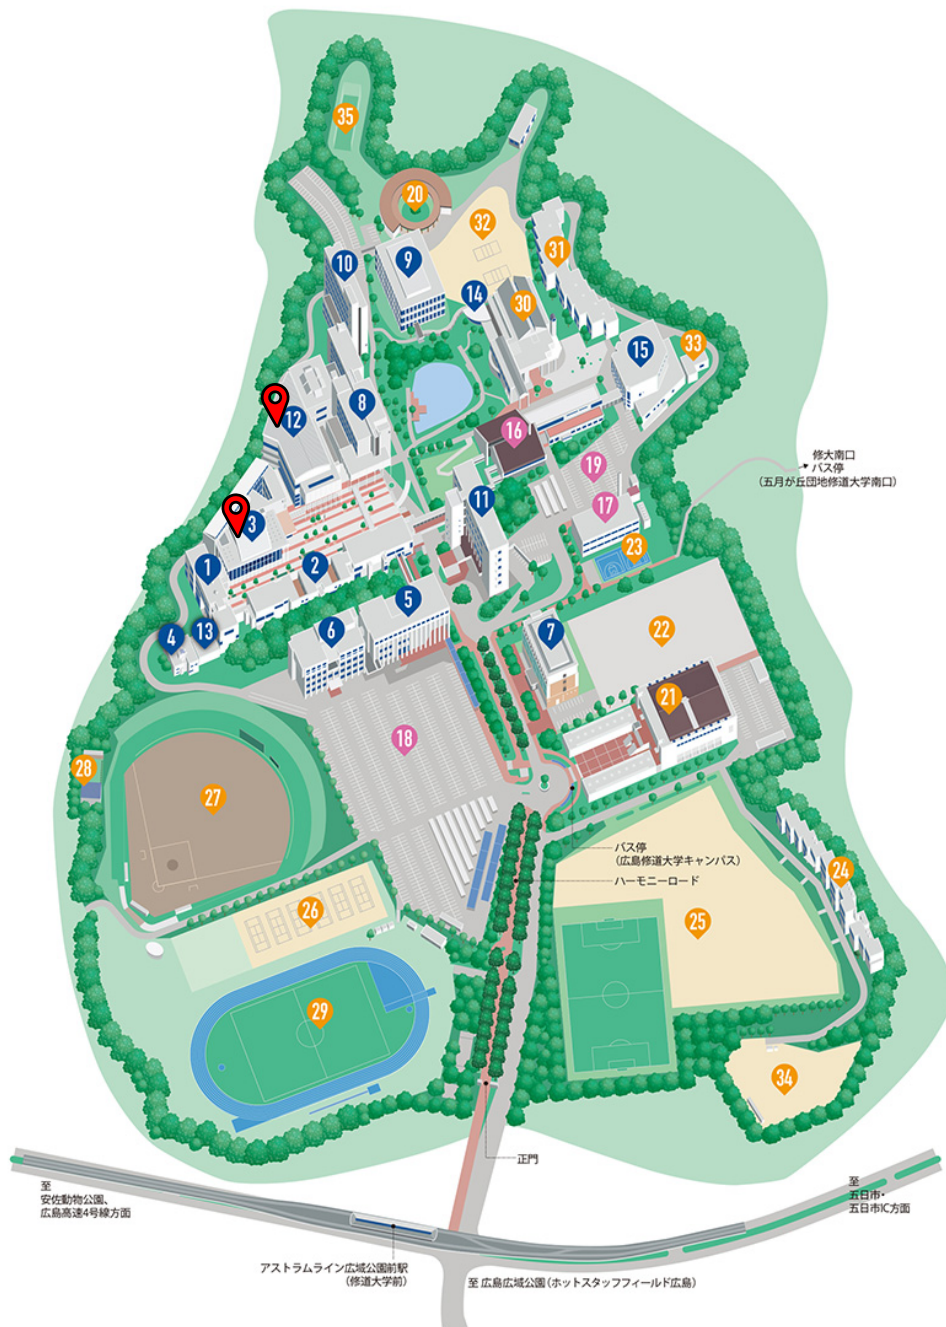 35
20
32
31
10
9
14
30
15
33
8
12
16
19
11
17
3
23
1
2
5
6
7
22
4
13
21
18
28
27
24
26
25
29
34
修大南口
バス停
(五月が丘団地修道大学南口)
バス停
(広島修道大学キャンパス)
ハーモニーロード
正門
至
安佐動物公園、
広島高速4号線方面
至
五日市・
五日市IC方面
アストラムライン広域公園前駅
(修道大学前)
至 広島広域公園(ホットスタッフフィールド広島)